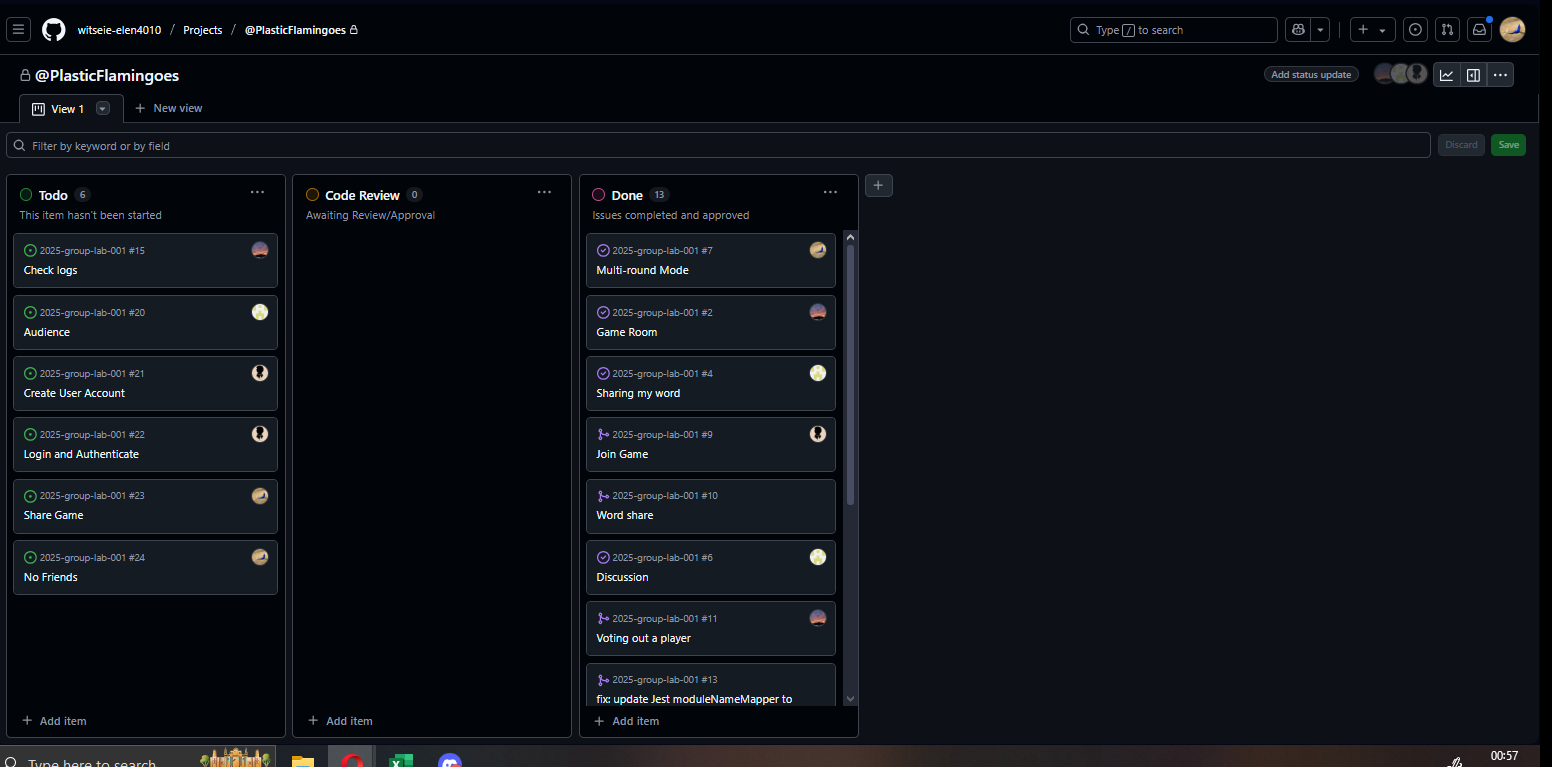 witseie-elen4010 / Projects / @PlasticFlamingoes
Type / to search
@PlasticFlamingoes
Add status update
View 1
New view
Filter by keyword or by field
Discard
Save
Todo 6
This item hasn't been started
2025-group-lab-001 #15
Check logs
2025-group-lab-001 #20
Audience
2025-group-lab-001 #21
Create User Account
2025-group-lab-001 #22
Login and Authenticate
2025-group-lab-001 #23
Share Game
2025-group-lab-001 #24
No Friends
Add item
Code Review 0
Awaiting Review/Approval
Add item
Done 13
Issues completed and approved
2025-group-lab-001 #7
Multi-round Mode
2025-group-lab-001 #2
Game Room
2025-group-lab-001 #4
Sharing my word
2025-group-lab-001 #9
Join Game
2025-group-lab-001 #10
Word share
2025-group-lab-001 #6
Discussion
2025-group-lab-001 #11
Voting out a player
2025-group-lab-001 #13
fix: update Jest moduleNameMapper to
Add item
Type here to search
00:57